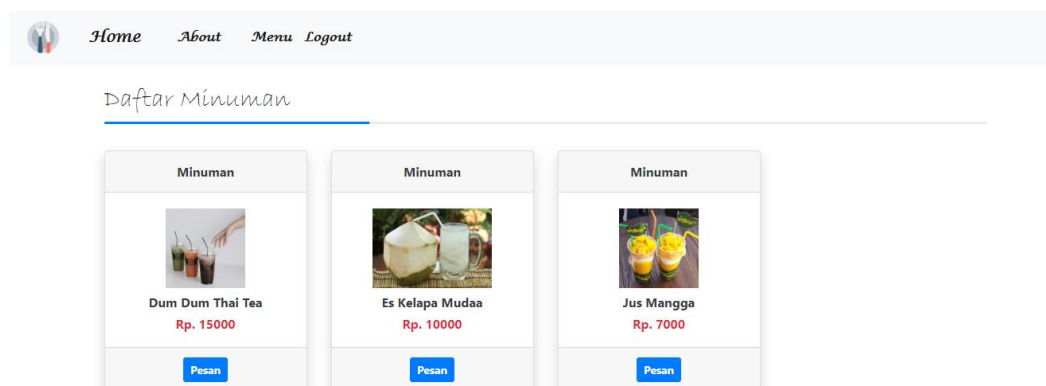 Home About Menu Logout
Daftar Minuman
Minuman Minuman Minuman
Dum Dum Thai Tea Es Kelapa Mudaa Jus Mangga
Rp. 15000 Rp. 10000 Rp. 7000
Pesan Pesan Pesan